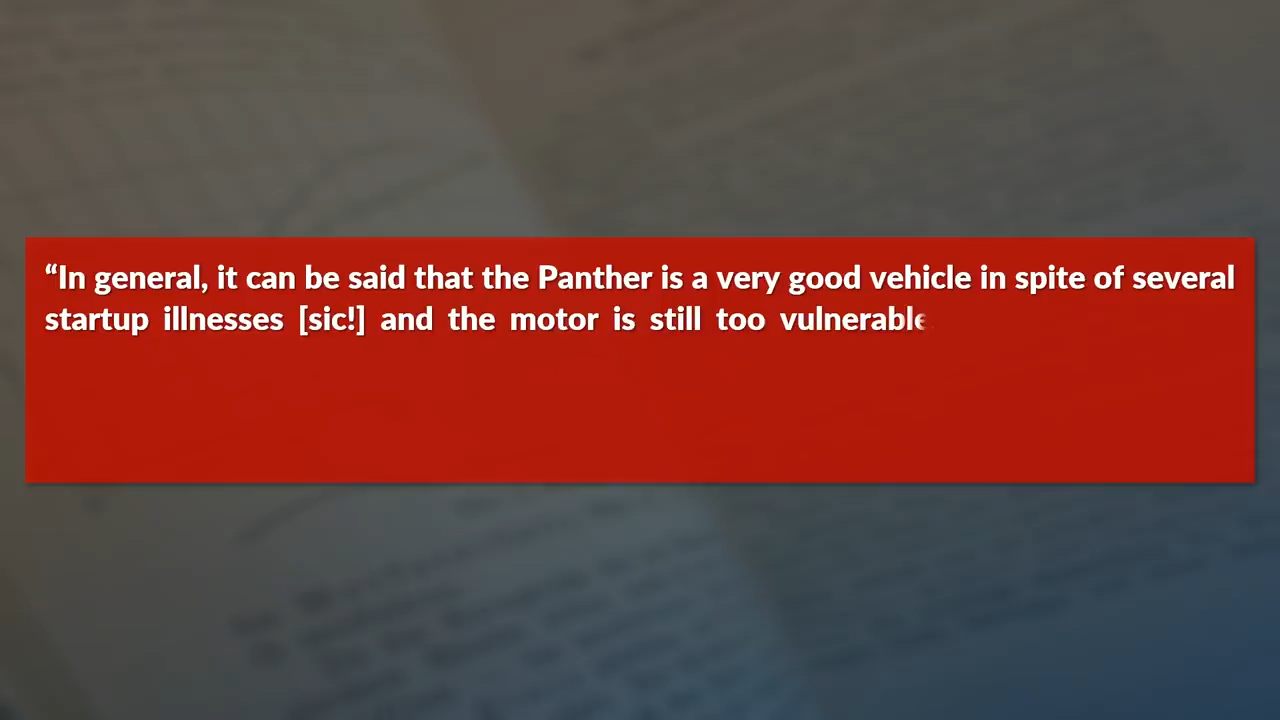 “In general, it can be said that the Panther is a very good vehicle in spite of several
startup illnesses [sic!] and the motor is still too vulnerable